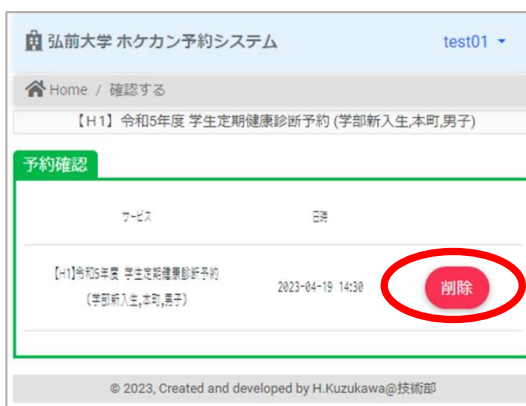 弘前大学 ホケカン予約システム test01
Home / 確認する
【H1】令和5年度 学生定期健康診断予約 (学部新入生,本町,男子)
予約確認
サービス 日時
【H1】令和5年度 学生定期健康診断予約
(学部新入生,本町,男子)
2023-04-19 14:30 削除
© 2023, Created and developed by H.Kuzukawa@技術部